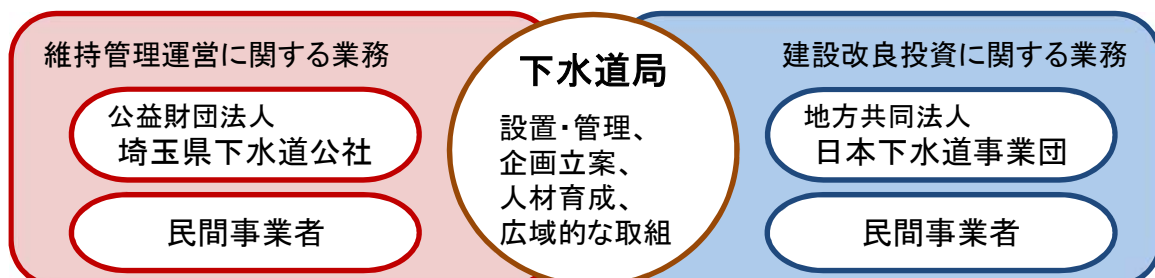 維持管理運営に関する業務
公益財団法人
埼玉県下水道公社
民間事業者
下水道局
設置・管理、
企画立案、
人材育成、
広域的な取組
建設改良投資に関する業務
地方共同法人
日本下水道事業団
民間事業者